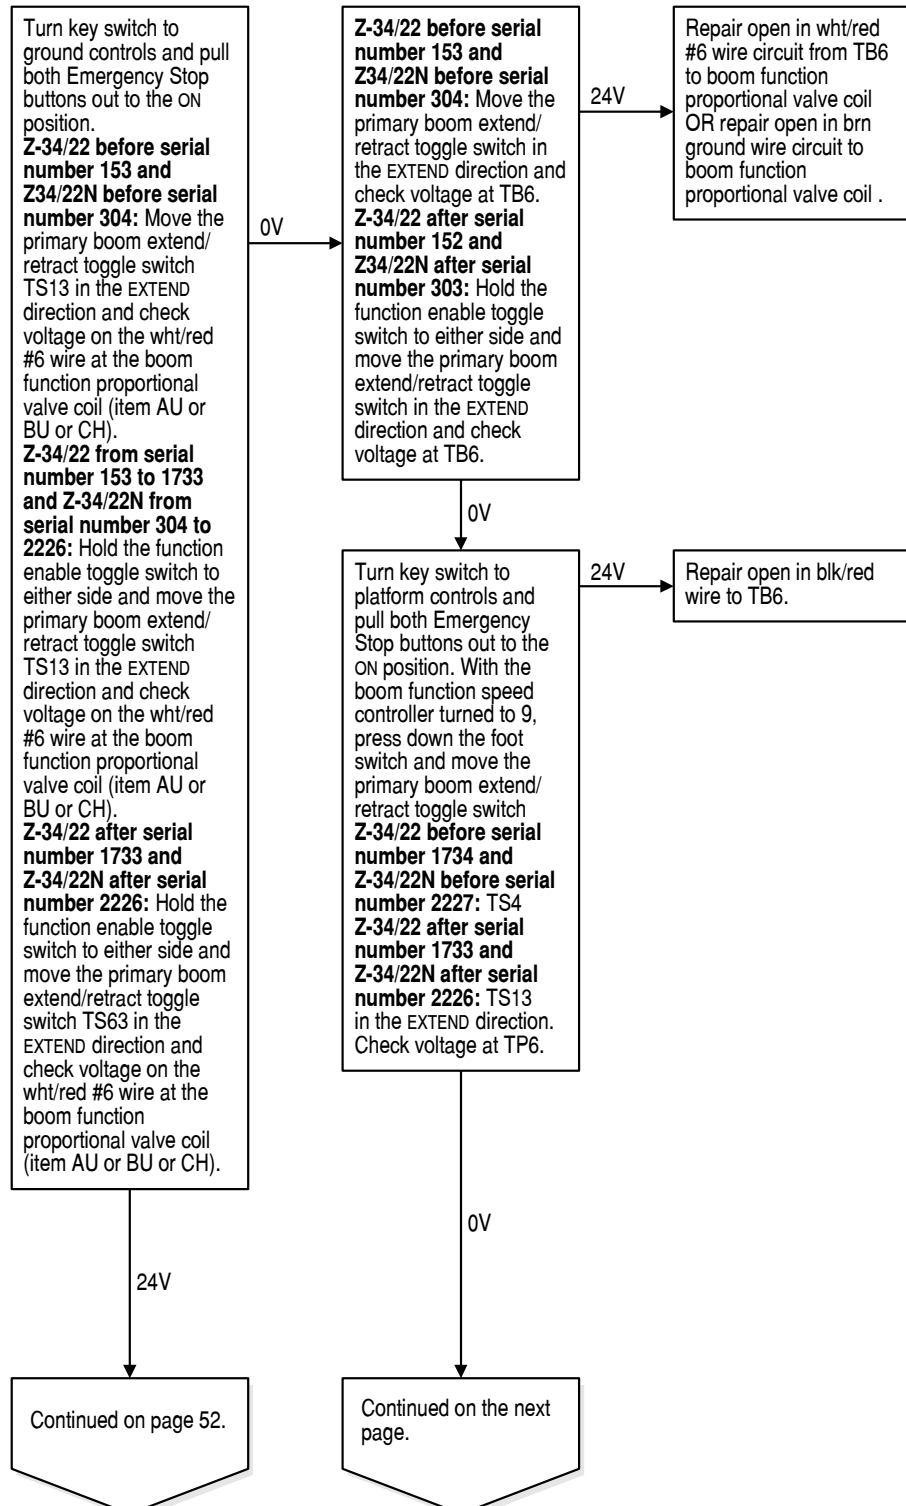 Turn key switch to
ground controls and pull
both Emergency Stop
buttons out to the ON
position.
Z-34/22 before serial
number 153 and
Z34/22N before serial
number 304: Move the
primary boom extend/
retract toggle switch
TS13 in the EXTEND
direction and check
voltage on the wht/red
#6 wire at the boom
function proportional
valve coil (item AU or
BU or CH).
Z-34/22 from serial
number 153 to 1733
and Z-34/22N from
serial number 304 to
2226: Hold the function
enable toggle switch to
either side and move the
primary boom extend/
retract toggle switch
TS13 in the EXTEND
direction and check
voltage on the wht/red
#6 wire at the boom
function proportional
valve coil (item AU or
BU or CH).
Z-34/22 after serial
number 1733 and
Z-34/22N after serial
number 2226: Hold the
function enable toggle
switch to either side and
move the primary boom
extend/retract toggle
switch TS63 in the
EXTEND direction and
check voltage on the
wht/red #6 wire at the
boom function
proportional valve coil
(item AU or BU or CH).
0V
24V
Continued on page 52.
Z-34/22 before serial
number 153 and
Z34/22N before serial
number 304: Move the
primary boom extend/
retract toggle switch in
the EXTEND direction and
check voltage at TB6.
Z-34/22 after serial
number 152 and
Z34/22N after serial
number 303: Hold the
function enable toggle
switch to either side and
move the primary boom
extend/retract toggle
switch in the EXTEND
direction and check
voltage at TB6.
24V
Repair open in wht/red
#6 wire circuit from TB6
to boom function
proportional valve coil
OR repair open in brn
ground wire circuit to
boom function
proportional valve coil .
0V
Turn key switch to
platform controls and
pull both Emergency
Stop buttons out to the
ON position. With the
boom function speed
controller turned to 9,
press down the foot
switch and move the
primary boom extend/
retract toggle switch
Z-34/22 before serial
number 1734 and
Z-34/22N before serial
number 2227: TS4
Z-34/22 after serial
number 1733 and
Z-34/22N after serial
number 2226: TS13
in the EXTEND direction.
Check voltage at TP6.
24V
Repair open in blk/red
wire to TB6.
0V
Continued on the next
page.